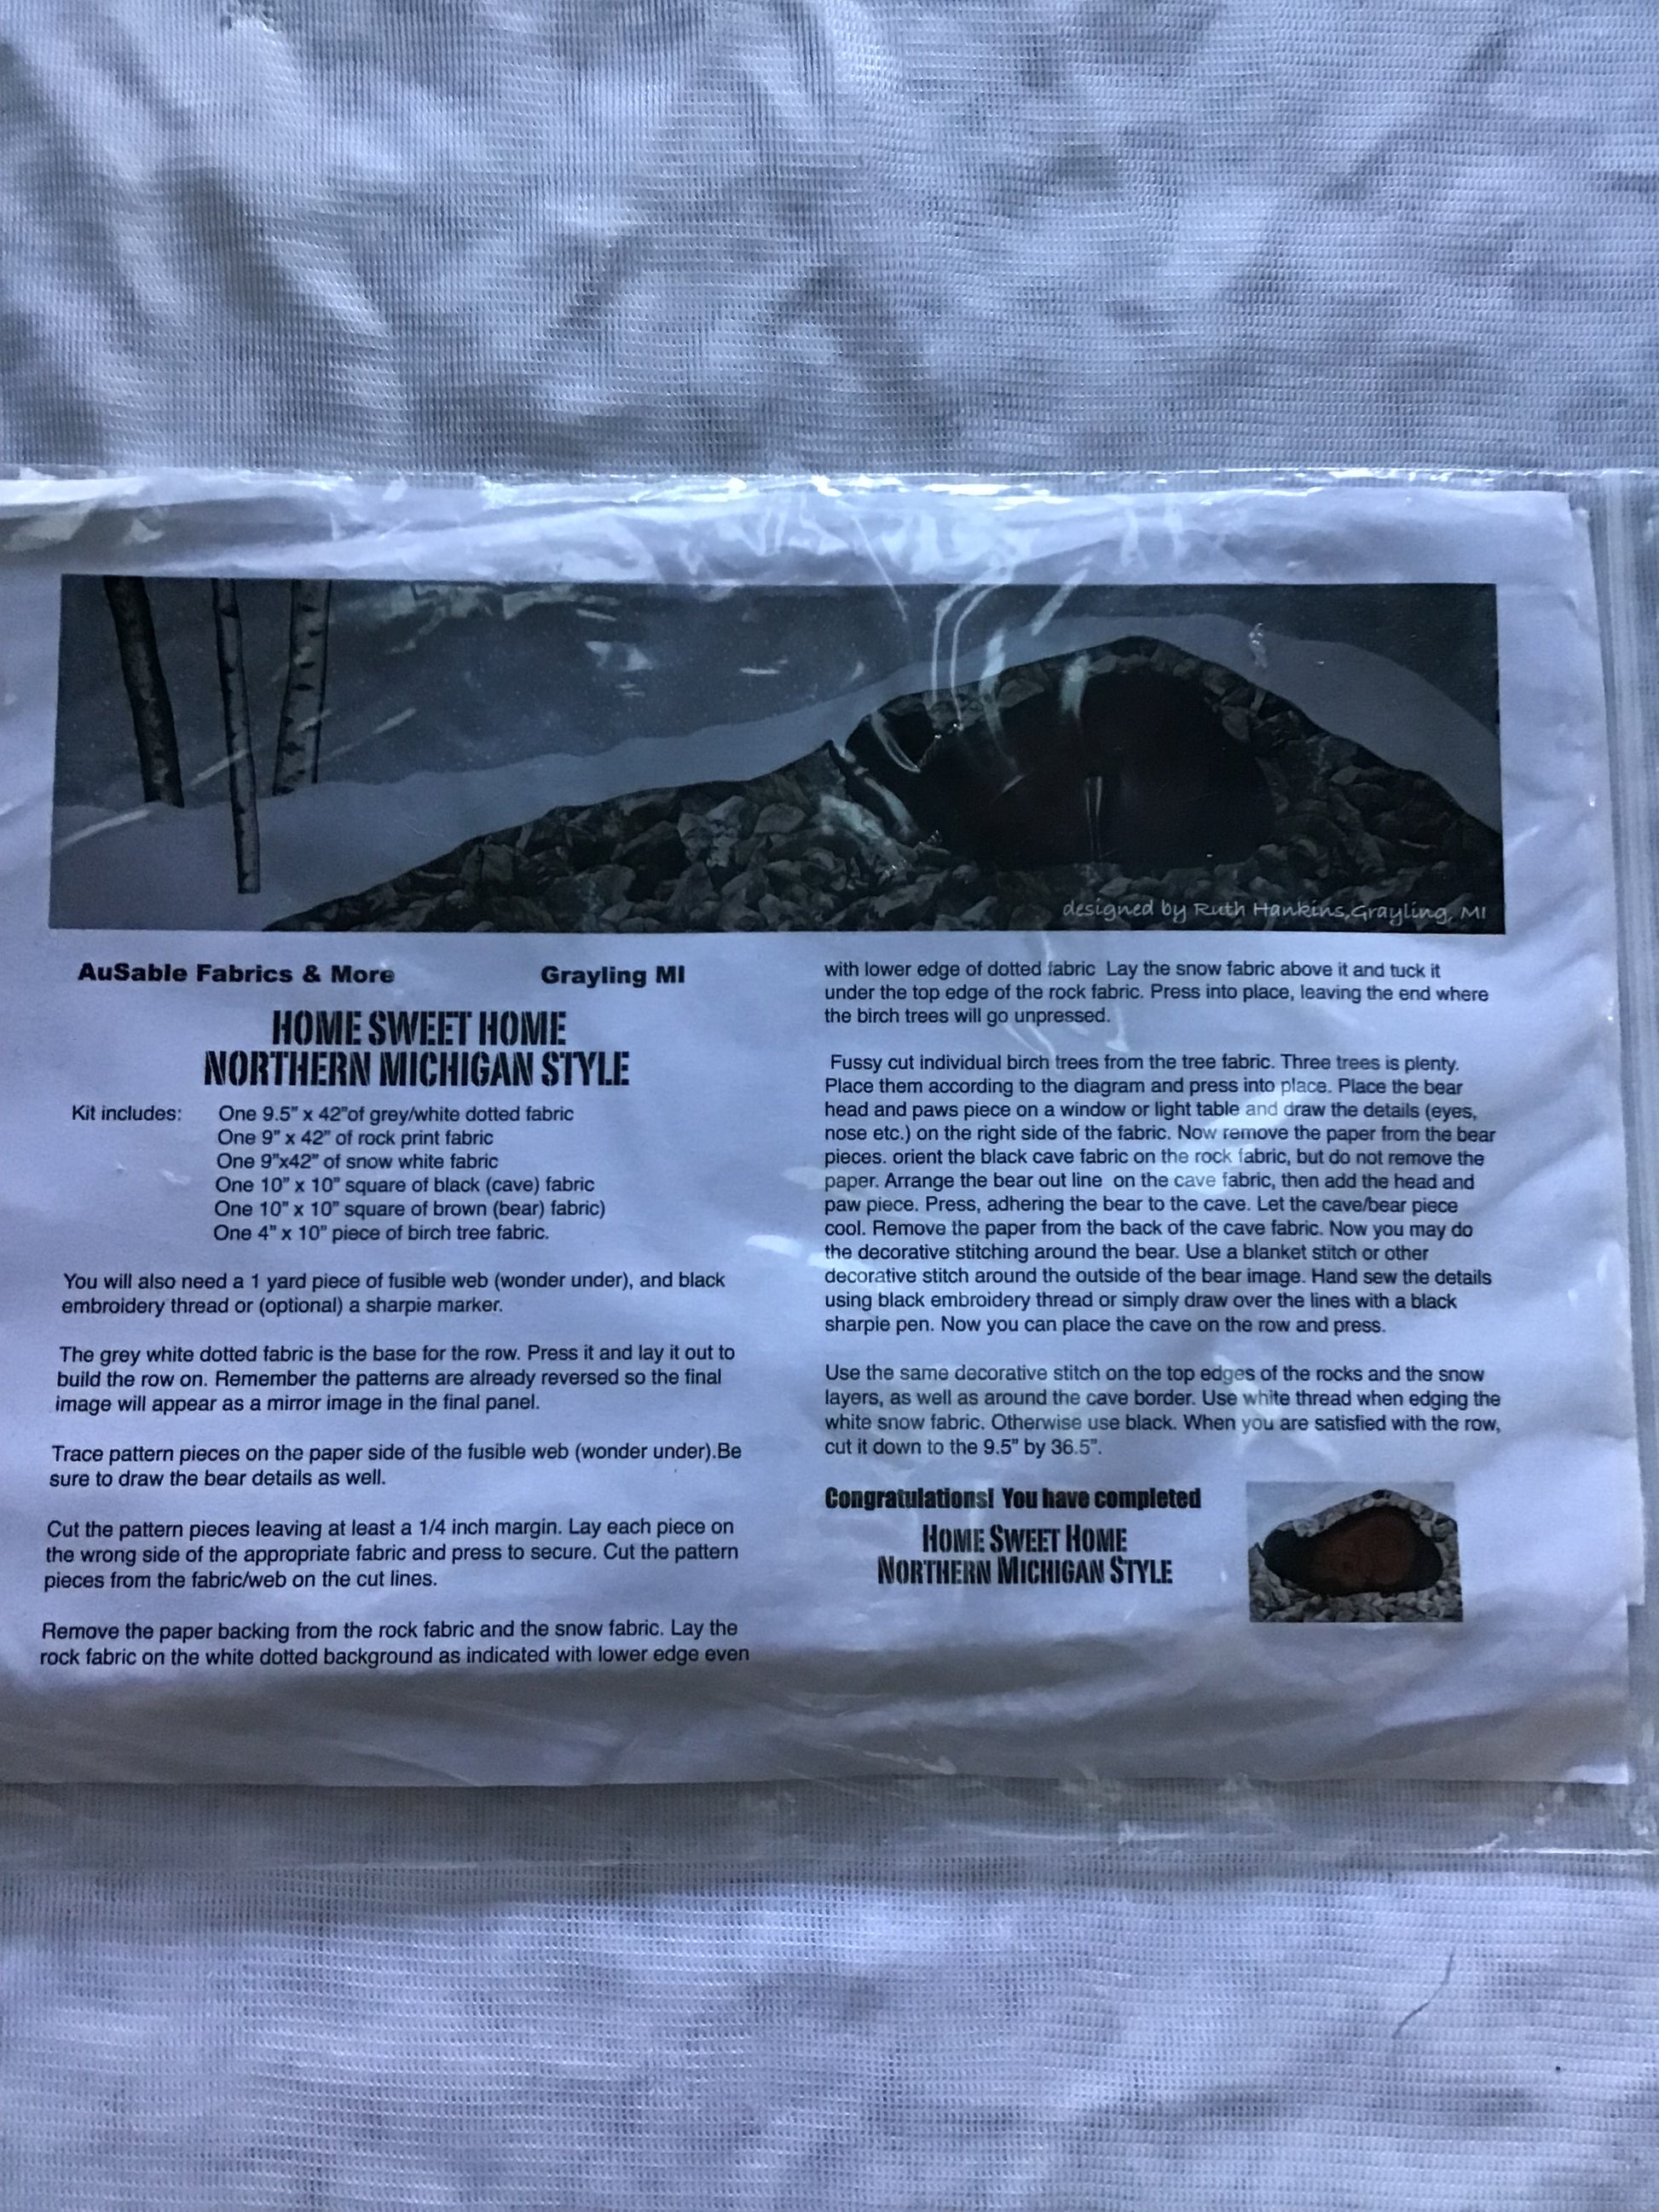 designed by Ruth Hankins,Grayling, MI
AuSable Fabrics & More Grayling MI
HOME SWEET HOME
NORTHERN MICHIGAN STYLE
Kit includes: One 9.5" x 42"of grey/white dotted fabric
One 9" x 42" of rock print fabric
One 9"x42" of snow white fabric
One 10" x 10" square of black (cave) fabric
One 10" x 10" square of brown (bear) fabric)
One 4" x 10" piece of birch tree fabric.
You will also need a 1 yard piece of fusible web (wonder under), and black
embroidery thread or (optional) a sharpie marker.
The grey white dotted fabric is the base for the row. Press it and lay it out to
build the row on. Remember the patterns are already reversed so the final
image will appear as a mirror image in the final panel.
Trace pattern pieces on the paper side of the fusible web (wonder under).Be
sure to draw the bear details as well.
Cut the pattern pieces leaving at least a 1/4 inch margin. Lay each piece on
the wrong side of the appropriate fabric and press to secure. Cut the pattern
pieces from the fabric/web on the cut lines.
Remove the paper backing from the rock fabric and the snow fabric. Lay the
rock fabric on the white dotted background as indicated with lower edge even
with lower edge of dotted fabric Lay the snow fabric above it and tuck it
under the top edge of the rock fabric. Press into place, leaving the end where
the birch trees will go unpressed.
Fussy cut individual birch trees from the tree fabric. Three trees is plenty.
Place them according to the diagram and press into place. Place the bear
head and paws piece on a window or light table and draw the details (eyes,
nose etc.) on the right side of the fabric. Now remove the paper from the bear
pieces. orient the black cave fabric on the rock fabric, but do not remove the
paper. Arrange the bear out line on the cave fabric, then add the head and
paw piece. Press, adhering the bear to the cave. Let the cave/bear piece
cool. Remove the paper from the back of the cave fabric. Now you may do
the decorative stitching around the bear. Use a blanket stitch or other
decorative stitch around the outside of the bear image. Hand sew the details
using black embroidery thread or simply draw over the lines with a black
sharpie pen. Now you can place the cave on the row and press.
Use the same decorative stitch on the top edges of the rocks and the snow
layers, as well as around the cave border. Use white thread when edging the
white snow fabric. Otherwise use black. When you are satisfied with the row,
cut it down to the 9.5" by 36.5".
Congratulations! You have completed
HOME SWEET HOME
NORTHERN MICHIGAN STYLE